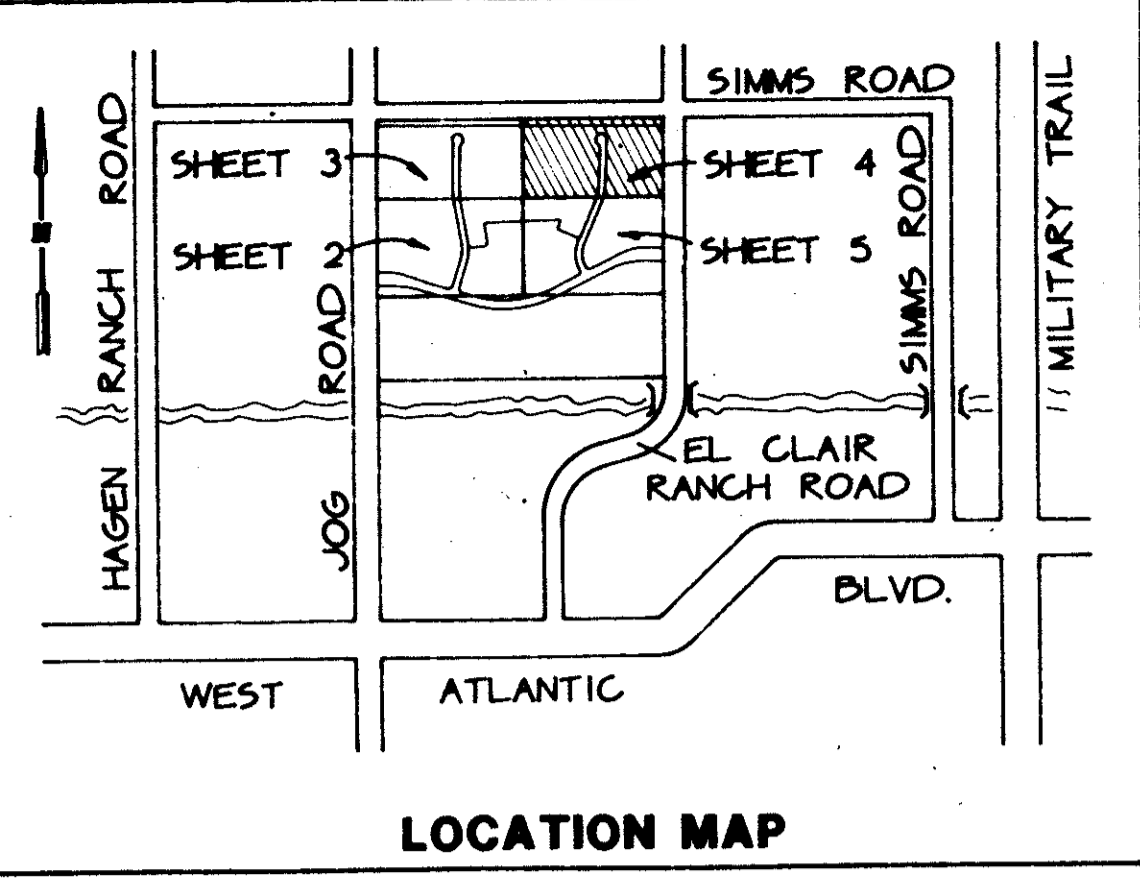 SIMMS ROAD
HAGEN RANCH ROAD
SHEET 3
SHEET 4
SHEET 2
SHEET 5
JOG ROAD
SIMMS ROAD
MILITARY TRAIL
EL CLAIR
RANCH ROAD
BLVD.
WEST ATLANTIC
N
LOCATION MAP